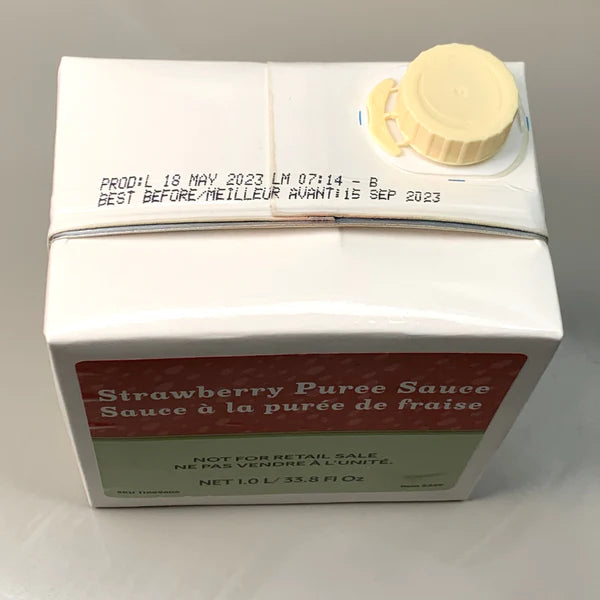 PROD:L 18 MAY 2023 LM 07:14 - B
BEST BEFORE/MEILLEUR AVANT:15 SEP 2023
Strawberry Puree Sauce
Sauce à la purée de fraise
NOT FOR RETAIL SALE
NE PAS VENDRE À L'UNITÉ.
NET 1.0 L/ 33.8 Fl Oz
SKU